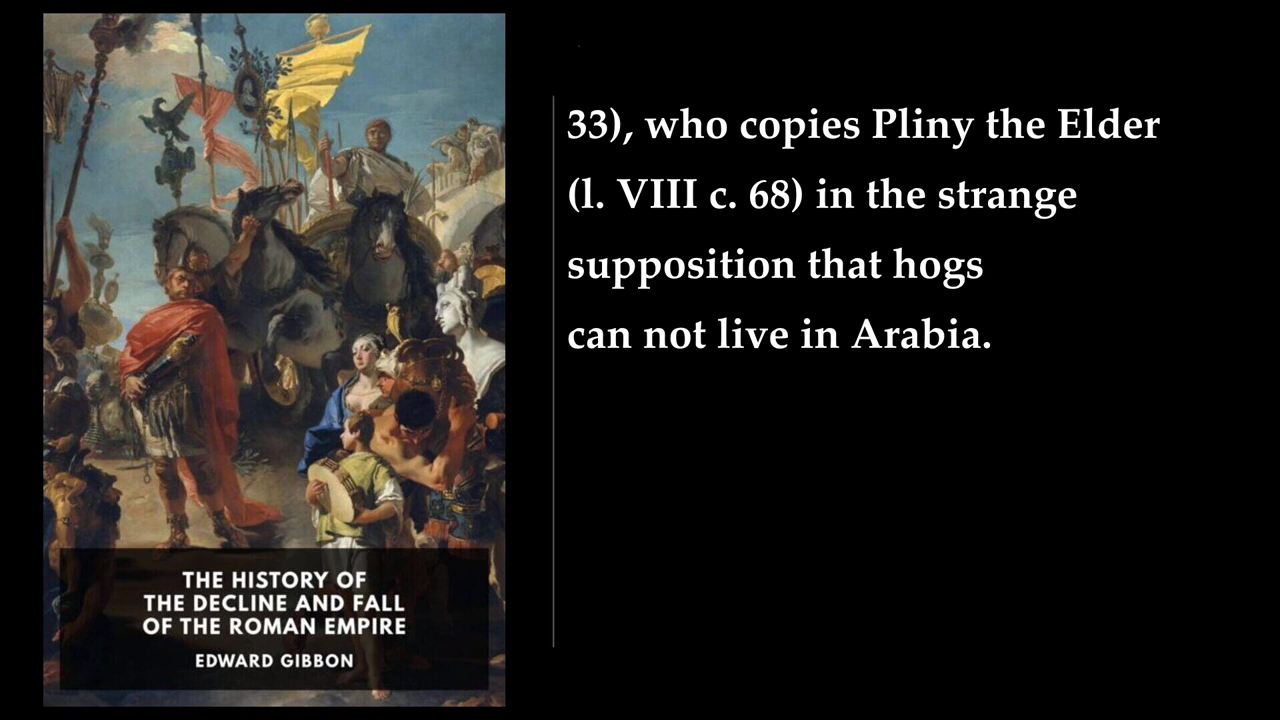 33), who copies Pliny the Elder
(l. VIII c. 68) in the strange
supposition that hogs
can not live in Arabia.
THE HISTORY OF
THE DECLINE AND FALL
OF THE ROMAN EMPIRE
EDWARD GIBBON